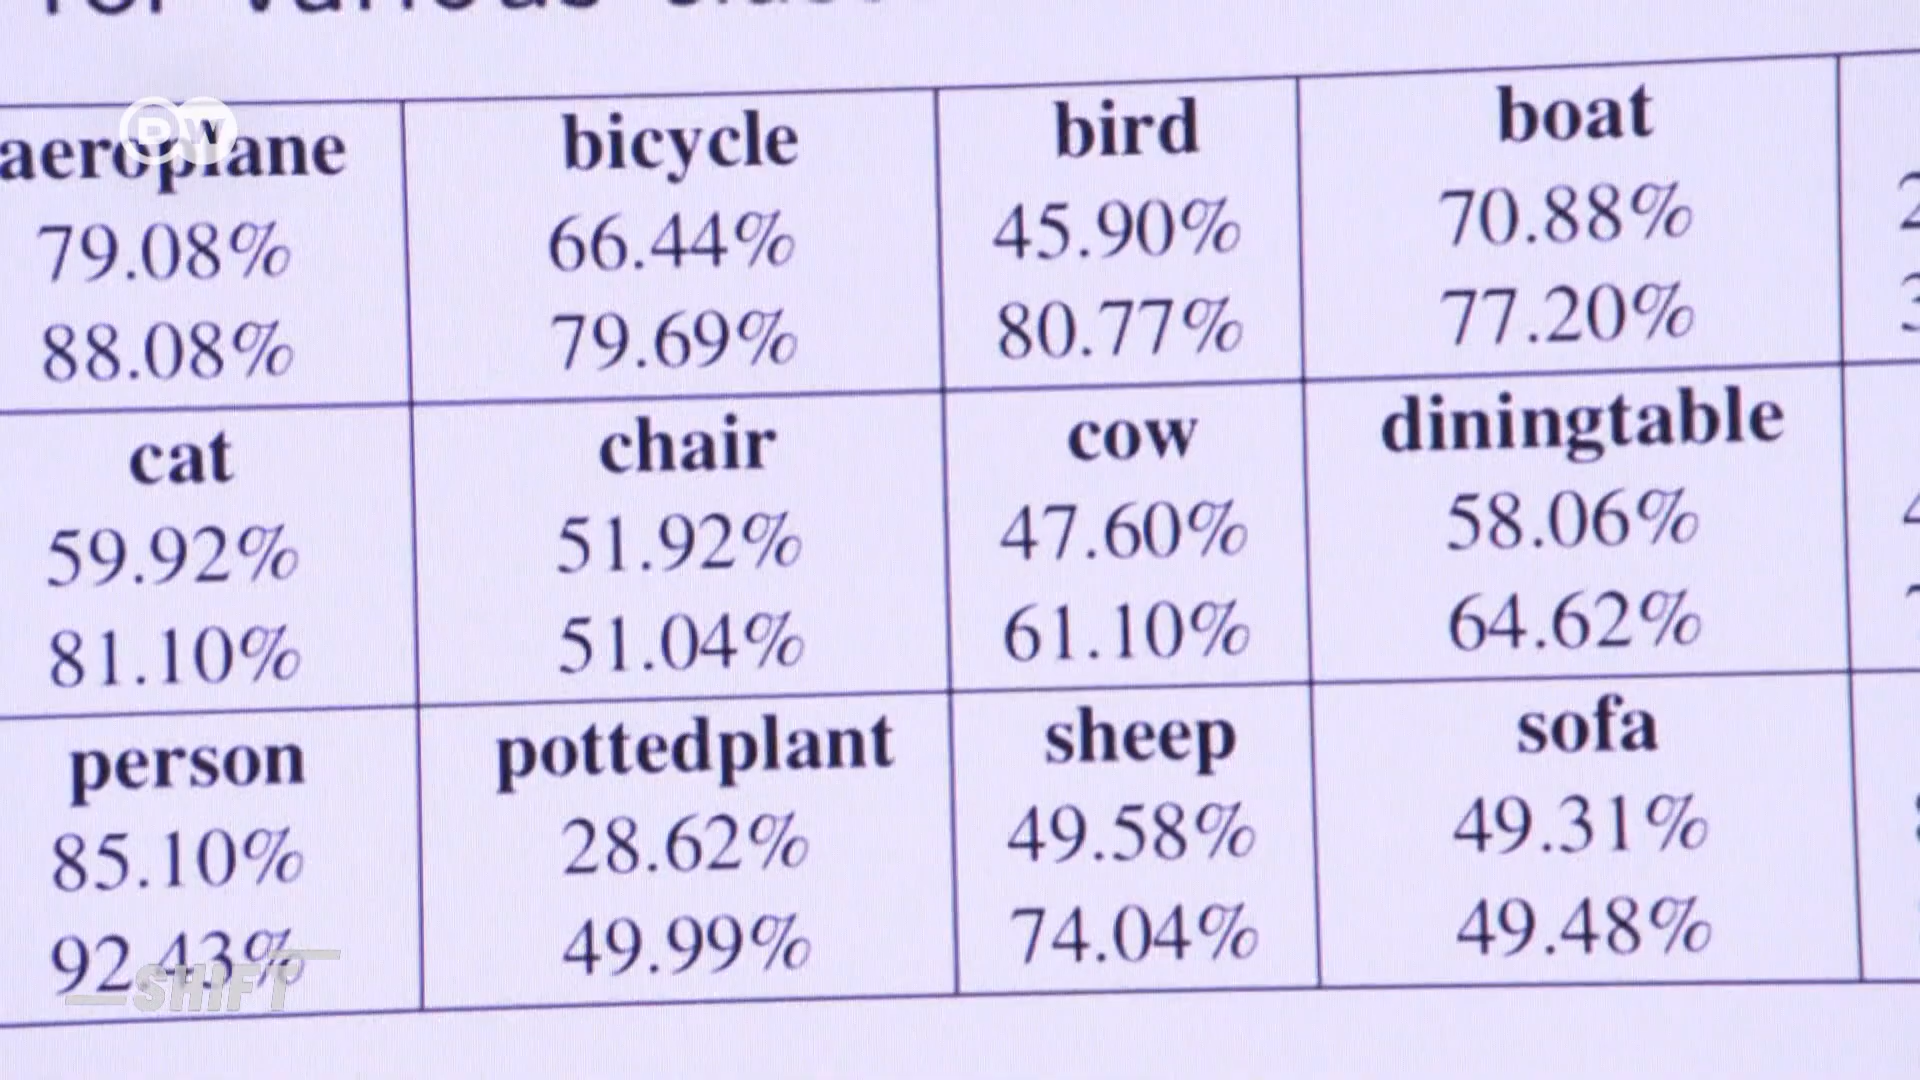 for various
aeroplane bicycle bird boat
79.08% 66.44% 45.90% 70.88%
88.08% 79.69% 80.77% 77.20%
cat chair cow diningtable
59.92% 51.92% 47.60% 58.06%
81.10% 51.04% 61.10% 64.62%
person pottedplant sheep sofa
85.10% 28.62% 49.58% 49.31%
92.43% 49.99% 74.04% 49.48%
DW
SHIFT